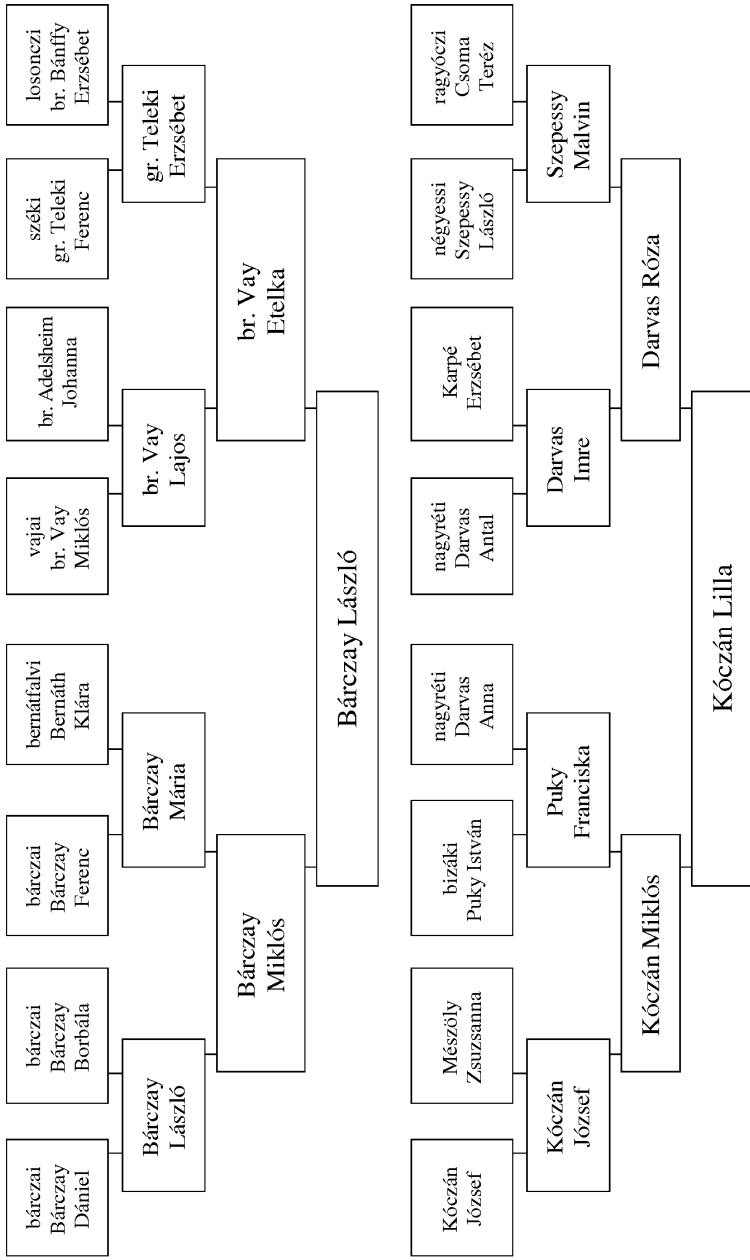 bárczai
Bárczay
Dániel
bárczai
Bárczay
Borbála
bárczai
Bárczay
Ferenc
bernátfalvi
Bernáth
Klára
vajai
br. Vay
Miklós
br. Adelsheim
Johanna
széki
gr. Teleki
Ferenc
losonczi
br. Bánffy
Erzsébet
Bárczay
László
Bárczay
Mária
br. Vay
Lajos
gr. Teleki
Erzsébet
Bárczay
Miklós
br. Vay
Etelka
Bárczay László
Kóczán
József
Mészöly
Zsuzsanna
bizáki
Puky István
nagyréti
Darvas
Anna
nagyréti
Darvas
Antal
Karpé
Erzsébet
négyessi
Szepessy
László
ragyóczi
Csoma
Teréz
Kóczán
József
Puky
Franciska
Darvas
Imre
Szepessy
Malvin
Kóczán Miklós
Darvas Róza
Kóczán Lilla